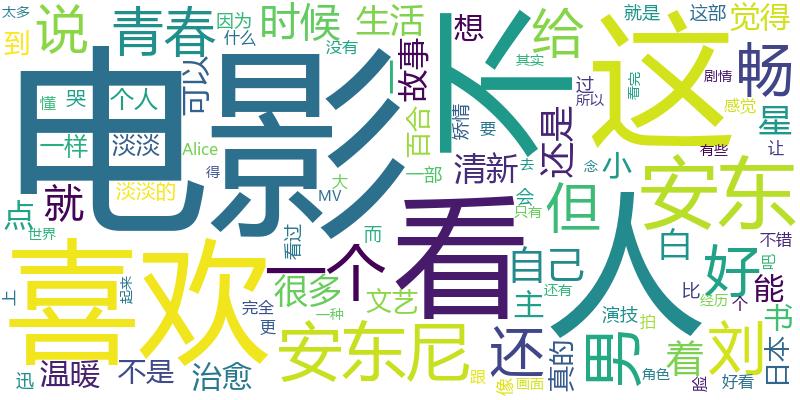 太多
到
说
青春
因为
什么
时候
没有
生活
一
故事
可以
想
给
不
其实
就是
这部
觉得
这
看完
过
所以
剧情
感觉
畅
星
电影
懂
哭
个人
一样
淡淡
淡淡的
Alice
得
MV
大
百合
矫情
要
一部
清新
还是
去
会
只有
念
小
有些
让
安东
就
点
世界
上
喜欢
起来
看过
一个
而
看
自己
但
人
白
好
不错
吧
能
很多
一种
文艺
主
还有
完全
更
安东尼
还
真的
男
演技
拍
着
比
经历
个
刘
书
日本
迅
温暖
不是
治愈
跟
像
画面
角色
脸
好看